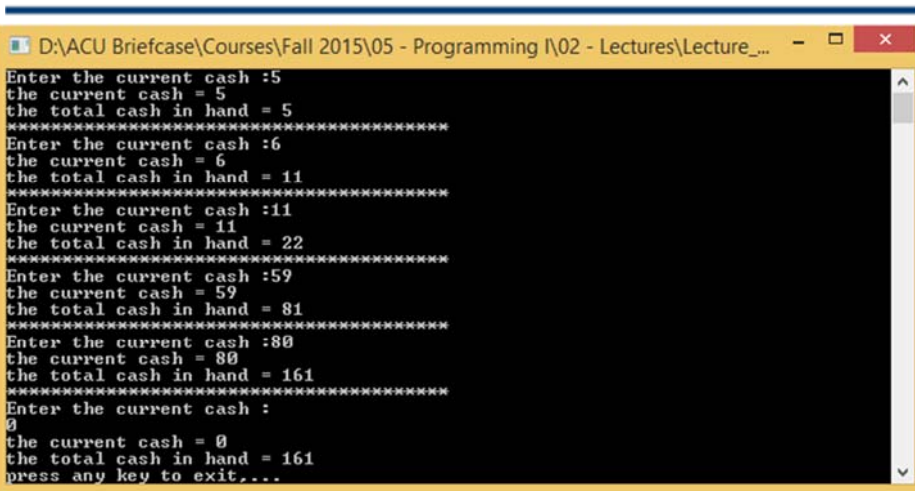 D:\ACU Briefcase\Courses\Fall 2015\05 - Programming I\02 - Lectures\Lecture_...
Enter the current cash :5
the current cash = 5
the total cash in hand = 5
*****************************************
Enter the current cash :6
the current cash = 6
the total cash in hand = 11
*****************************************
Enter the current cash :11
the current cash = 11
the total cash in hand = 22
*****************************************
Enter the current cash :59
the current cash = 59
the total cash in hand = 81
*****************************************
Enter the current cash :80
the current cash = 80
the total cash in hand = 161
*****************************************
Enter the current cash :
0
the current cash = 0
the total cash in hand = 161
press any key to exit,...